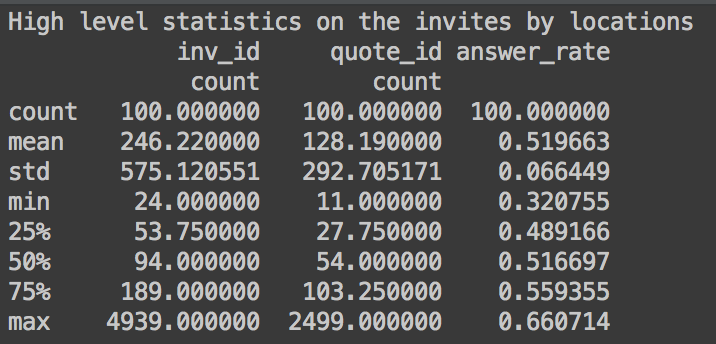 High level statistics on the invites by locations
inv_id quote_id answer_rate
count count
count 100.000000 100.000000 100.000000
mean 246.220000 128.190000 0.519663
std 575.120551 292.705171 0.066449
min 24.000000 11.000000 0.320755
25% 53.750000 27.750000 0.489166
50% 94.000000 54.000000 0.516697
75% 189.000000 103.250000 0.559355
max 4939.000000 2499.000000 0.660714